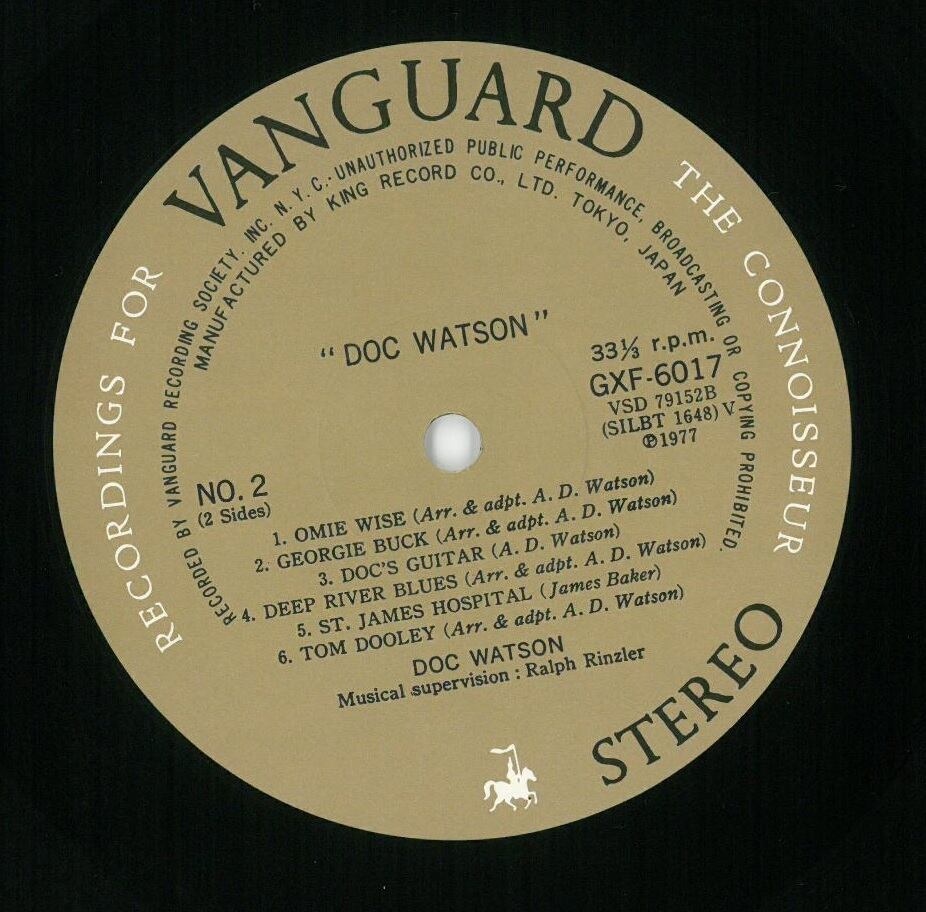 VANGUARD
RECORDINGS FOR THE CONNOISSEUR
RECORDED BY VANGUARD RECORDING SOCIETY. INC. N. Y. C.· UNAUTHORIZED PUBLIC PERFORMANCE, BROADCASTING OR COPYING PROHIBITED.
MANUFACTURED BY KING RECORD CO., LTD. TOKYO, JAPAN
“DOC WATSON”
33⅓ r.p.m.
GXF-6017
VSD 79152B
(SILBT 1648) V
℗1977
NO. 2
(2 Sides)
1. OMIE WISE (Arr. & adpt. A. D. Watson)
2. GEORGIE BUCK (Arr. & adpt. A. D. Watson)
3. DOC'S GUITAR (A. D. Watson)
4. DEEP RIVER BLUES (Arr. & adpt. A. D. Watson)
5. ST. JAMES HOSPITAL (James Baker)
6. TOM DOOLEY (Arr. & adpt. A. D. Watson)
DOC WATSON
Musical supervision : Ralph Rinzler
STEREO